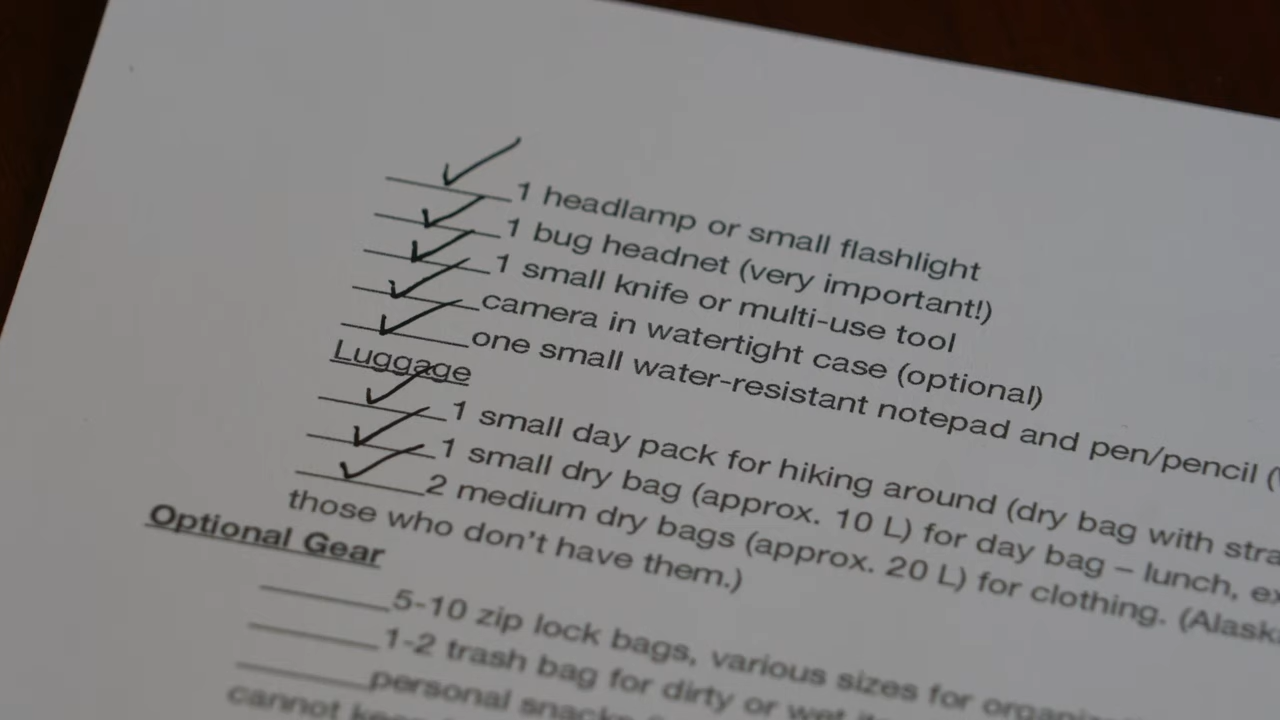 1 headlamp or small flashlight
1 bug headnet (very important!)
1 small knife or multi-use tool
camera in watertight case (optional)
one small water-resistant notepad and pen/pencil (
Luggage
1 small day pack for hiking around (dry bag with
1 small dry bag (approx. 10 L) for day bag – lunch,
2 medium dry bags (approx. 20 L) for clothing. (
those who don't have them.)
Optional Gear
5-10 zip lock bags, various sizes for
1-2 trash bag for dirty or wet
personal snacks
cannot